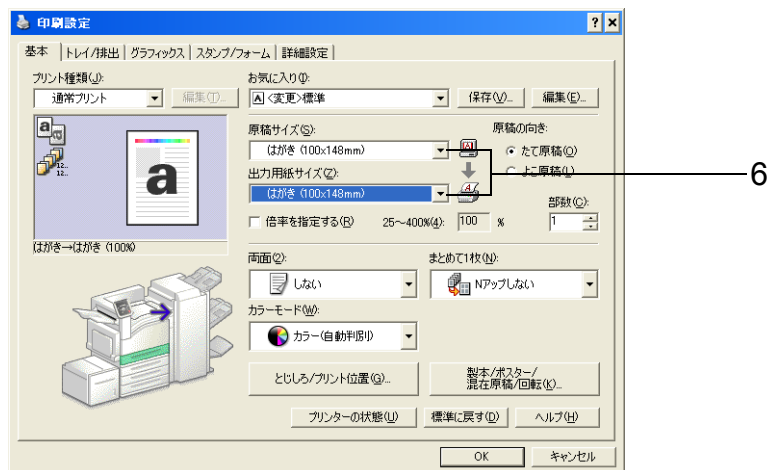 印刷設定
基本 トレイ/排出 グラフィックス スタンプ/フォーム 詳細設定
プリント種類(J):
通常プリント 編集(T)...
お気に入り(I):
<変更>標準 保存(V)... 編集(E)...
原稿サイズ(S):
はがき (100x148mm)
原稿の向き:
たて原稿(O)
よこ原稿(L)
出力用紙サイズ(Z):
はがき (100x148mm)
倍率を指定する(R) 25~400%(4): 100 %
部数(C):
1
a
a
12..
12..
a
はがき→はがき (100%)
両面(2):
しない
まとめて1枚(N):
Nアップしない
カラーモード(W):
カラー(自動判別)
とじしろ/プリント位置(G)...
製本/ポスター/
混在原稿/回転(K)...
プリンターの状態(U) 標準に戻す(D) ヘルプ(H)
OK キャンセル
6